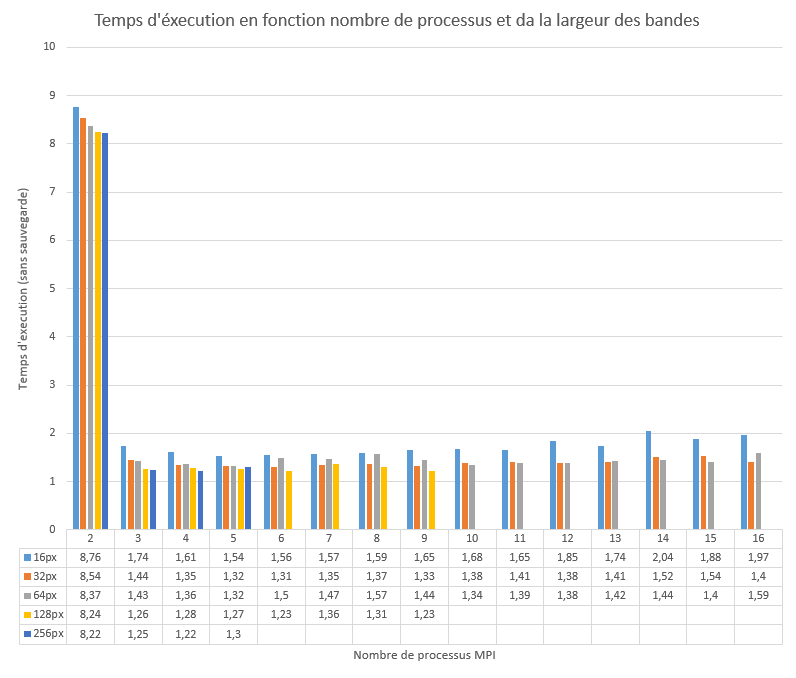 Temps d'éxecution en fonction nombre de processus et da la largeur des bandes
10
9
8
7
6
5
4
3
2
1
0
Temps d'execution (sans sauvegarde)
2 3 4 5 6 7 8 9 10 11 12 13 14 15 16
16px 8,76 1,74 1,61 1,54 1,56 1,57 1,59 1,65 1,68 1,65 1,85 1,74 2,04 1,88 1,97
32px 8,54 1,44 1,35 1,32 1,31 1,35 1,37 1,33 1,38 1,41 1,38 1,41 1,52 1,54 1,4
64px 8,37 1,43 1,36 1,32 1,5 1,47 1,57 1,44 1,34 1,39 1,38 1,42 1,44 1,4 1,59
128px 8,24 1,26 1,28 1,27 1,23 1,36 1,31 1,23
256px 8,22 1,25 1,22 1,3
Nombre de processus MPI